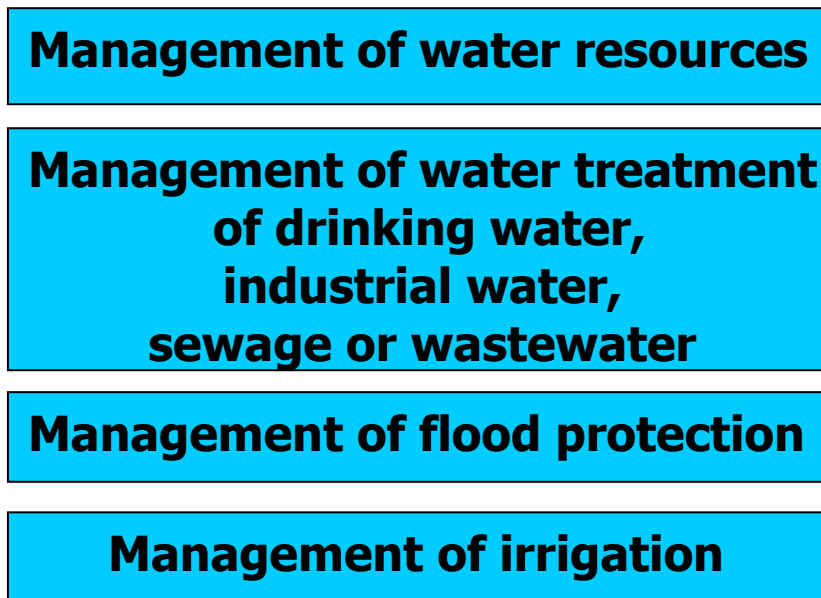 Management of water resources
Management of water treatment
of drinking water,
industrial water,
sewage or wastewater
Management of flood protection
Management of irrigation